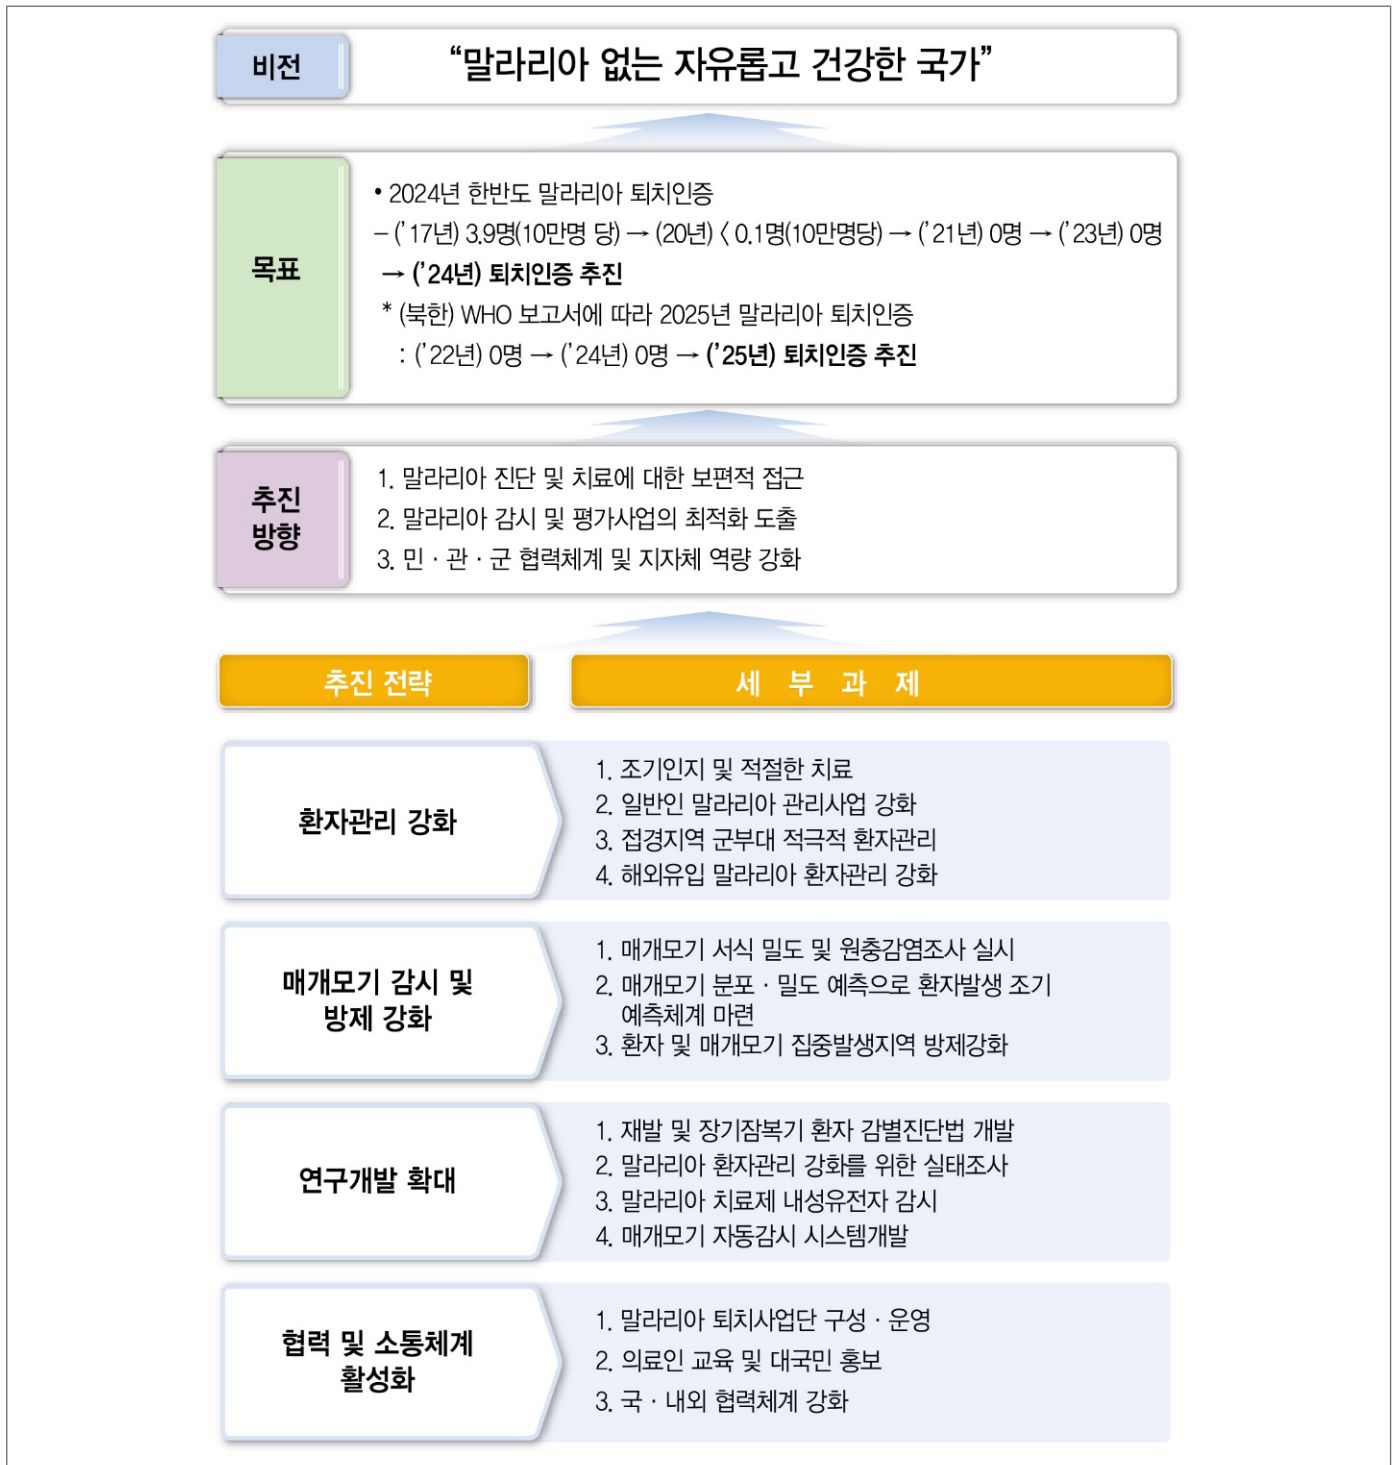 비전
“말라리아 없는 자유롭고 건강한 국가”
목표
• 2024년 한반도 말라리아 퇴치인증
– (’17년) 3.9명(10만명 당) → (20년) < 0.1명(10만명당) → (’21년) 0명 → (’23년) 0명
→ (’24년) 퇴치인증 추진
* (북한) WHO 보고서에 따라 2025년 말라리아 퇴치인증
: (’22년) 0명 → (’24년) 0명 → (’25년) 퇴치인증 추진
추진
방향
1. 말라리아 진단 및 치료에 대한 보편적 접근
2. 말라리아 감시 및 평가사업의 최적화 도출
3. 민 · 관 · 군 협력체계 및 지자체 역량 강화
추진 전략
세 부 과 제
환자관리 강화
1. 조기인지 및 적절한 치료
2. 일반인 말라리아 관리사업 강화
3. 접경지역 군부대 적극적 환자관리
4. 해외유입 말라리아 환자관리 강화
매개모기 감시 및
방제 강화
1. 매개모기 서식 밀도 및 원충감염조사 실시
2. 매개모기 분포 · 밀도 예측으로 환자발생 조기
예측체계 마련
3. 환자 및 매개모기 집중발생지역 방제강화
연구개발 확대
1. 재발 및 장기잠복기 환자 감별진단법 개발
2. 말라리아 환자관리 강화를 위한 실태조사
3. 말라리아 치료제 내성유전자 감시
4. 매개모기 자동감시 시스템개발
협력 및 소통체계
활성화
1. 말라리아 퇴치사업단 구성 · 운영
2. 의료인 교육 및 대국민 홍보
3. 국 · 내외 협력체계 강화